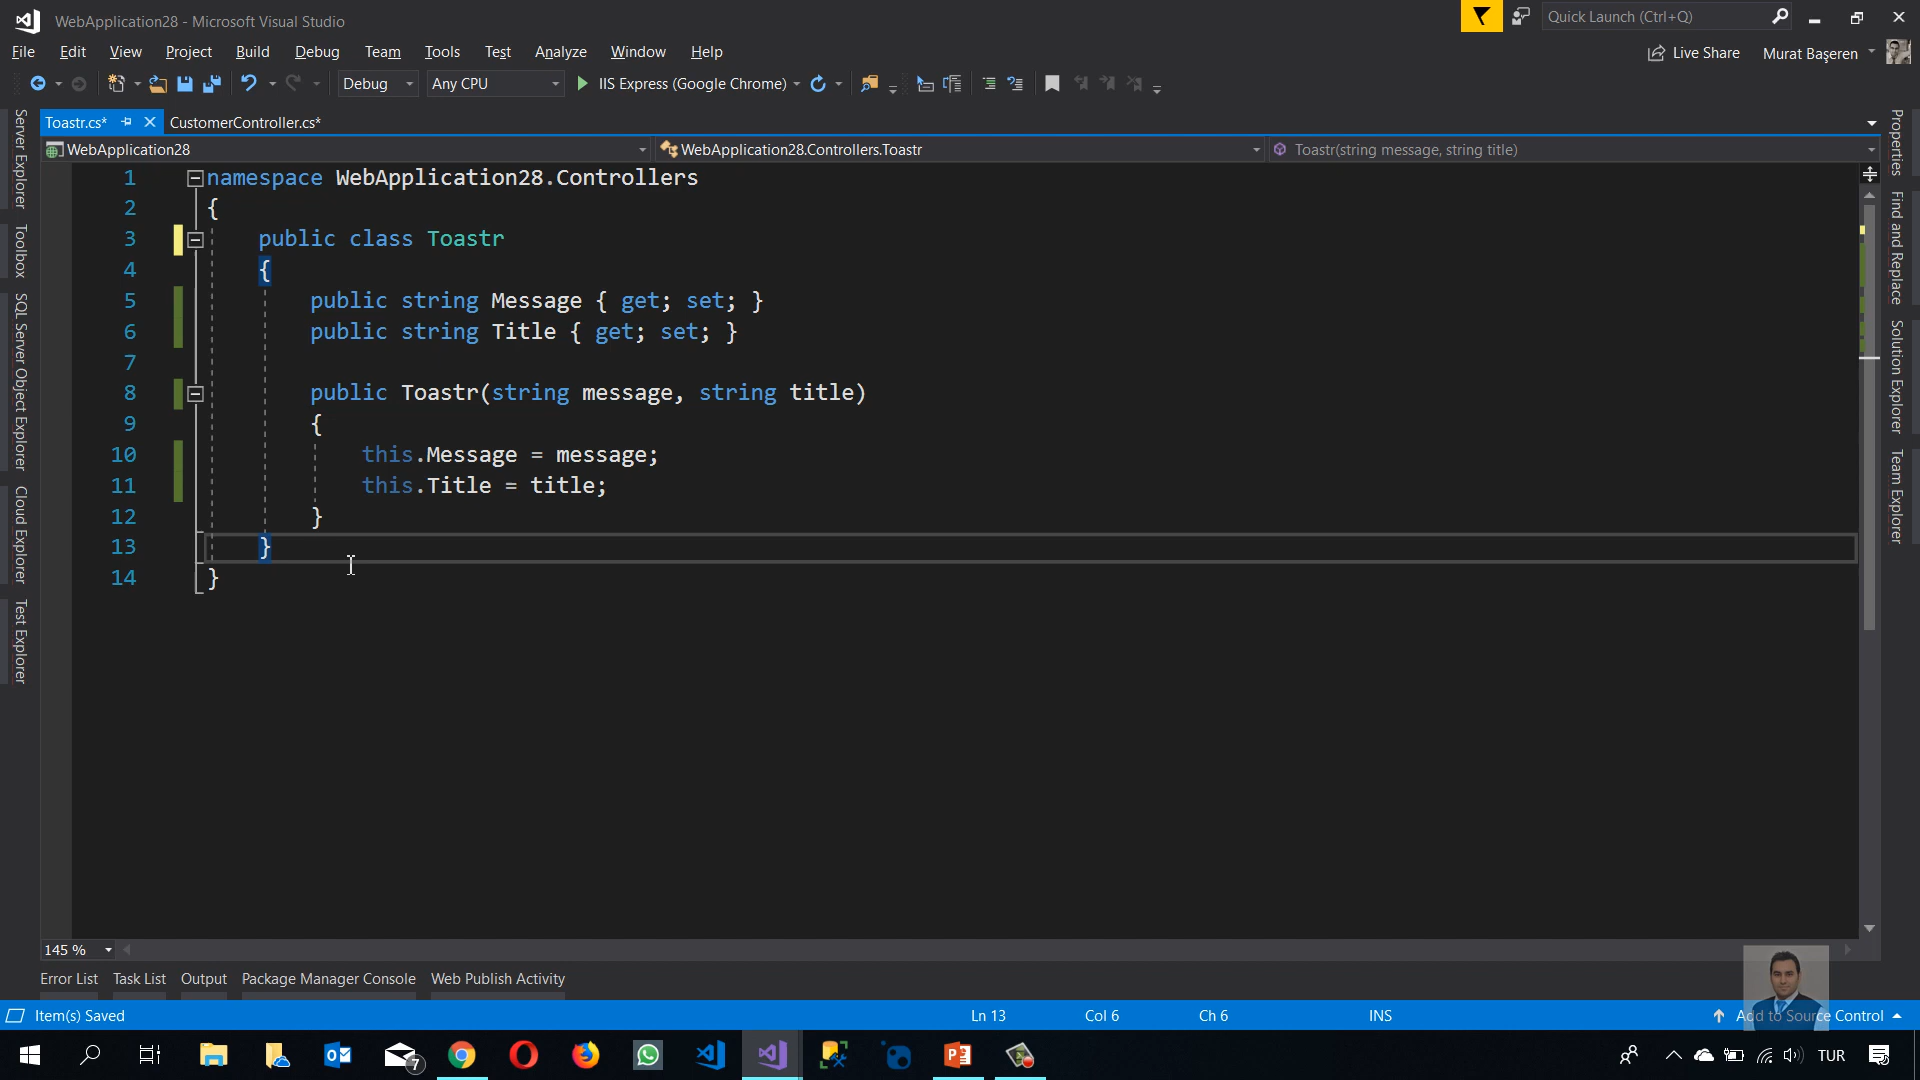 WebApplication28 - Microsoft Visual Studio
Quick Launch (Ctrl+Q)
File Edit View Project Build Debug Team Tools Test Analyze Window Help
Live Share
Murat Başeren
Debug
Any CPU
IIS Express (Google Chrome)
Toastr.cs*
CustomerController.cs*
WebApplication28
WebApplication28.Controllers.Toastr
Toastr(string message, string title)
Server Explorer
Toolbox
SQL Server Object Explorer
Cloud Explorer
Test Explorer
1 namespace WebApplication28.Controllers
2 {
3 public class Toastr
4 {
5 public string Message { get; set; }
6 public string Title { get; set; }
7
8 public Toastr(string message, string title)
9 {
10 this.Message = message;
11 this.Title = title;
12 }
13 }
14 }
Properties
Find and Replace
Solution Explorer
Team Explorer
145 %
Error List Task List Output Package Manager Console Web Publish Activity
Item(s) Saved
Ln 13
Col 6
Ch 6
INS
Add to Source Control
7
TUR